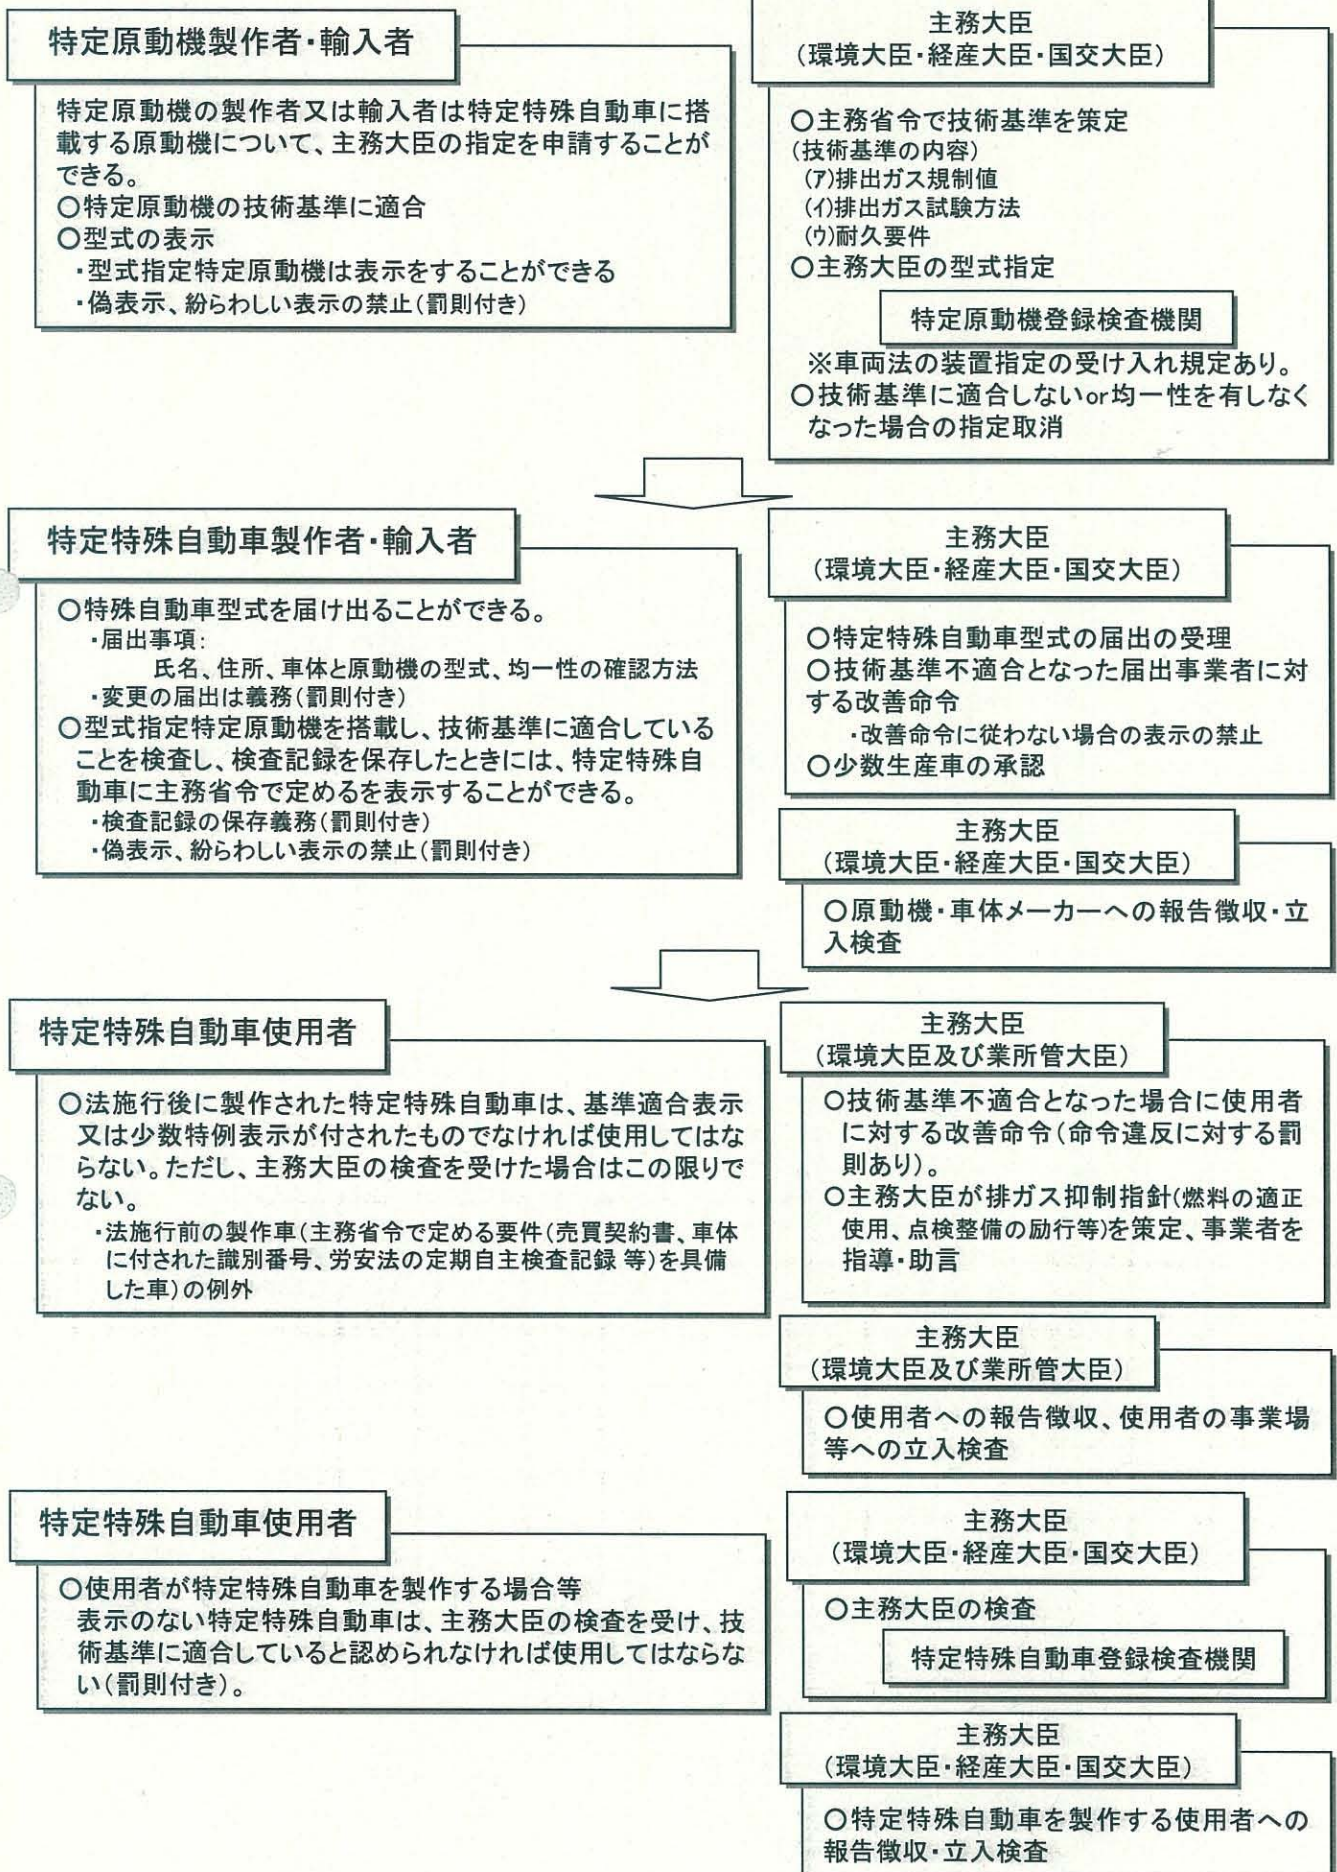 特定原動機製作者・輸入者
特定原動機の製作者又は輸入者は特定特殊自動車に搭
載する原動機について、主務大臣の指定を申請することが
できる。
〇特定原動機の技術基準に適合
〇型式の表示
・型式指定特定原動機は表示をすることができる
・偽表示、紛らわしい表示の禁止(罰則付き)
主務大臣
(環境大臣・経産大臣・国交大臣)
〇主務省令で技術基準を策定
(技術基準の内容)
(ア)排出ガス規制値
(イ)排出ガス試験方法
(ウ)耐久要件
〇主務大臣の型式指定
特定原動機登録検査機関
※車両法の装置指定の受け入れ規定あり。
〇技術基準に適合しないor均一性を有しなく
なった場合の指定取消
特定特殊自動車製作者・輸入者
〇特殊自動車型式を届け出ることができる。
・届出事項:
氏名、住所、車体と原動機の型式、均一性の確認方法
・変更の届出は義務(罰則付き)
〇型式指定特定原動機を搭載し、技術基準に適合している
ことを検査し、検査記録を保存したときには、特定特殊自
動車に主務省令で定めるを表示することができる。
・検査記録の保存義務(罰則付き)
・偽表示、紛らわしい表示の禁止(罰則付き)
主務大臣
(環境大臣・経産大臣・国交大臣)
〇特定特殊自動車型式の届出の受理
〇技術基準不適合となった届出事業者に対
する改善命令
・改善命令に従わない場合の表示の禁止
〇少数生産車の承認
主務大臣
(環境大臣・経産大臣・国交大臣)
〇原動機・車体メーカーへの報告徴収・立
入検査
特定特殊自動車使用者
〇法施行後に製作された特定特殊自動車は、基準適合表示
又は少数特例表示が付されたものでなければ使用してはな
らない。ただし、主務大臣の検査を受けた場合はこの限りで
ない。
・法施行前の製作車(主務省令で定める要件(売買契約書、車体
に付された識別番号、労安法の定期自主検査記録 等)を具備
した車)の例外
主務大臣
(環境大臣及び業所管大臣)
〇技術基準不適合となった場合に使用者
に対する改善命令(命令違反に対する罰
則あり)。
〇主務大臣が排ガス抑制指針(燃料の適正
使用、点検整備の励行等)を策定、事業者を
指導・助言
主務大臣
(環境大臣及び業所管大臣)
〇使用者への報告徴収、使用者の事業場
等への立入検査
特定特殊自動車使用者
〇使用者が特定特殊自動車を製作する場合等
表示のない特定特殊自動車は、主務大臣の検査を受け、技
術基準に適合していると認められなければ使用してはならな
い(罰則付き)。
主務大臣
(環境大臣・経産大臣・国交大臣)
〇主務大臣の検査
特定特殊自動車登録検査機関
主務大臣
(環境大臣・経産大臣・国交大臣)
〇特定特殊自動車を製作する使用者への
報告徴収・立入検査